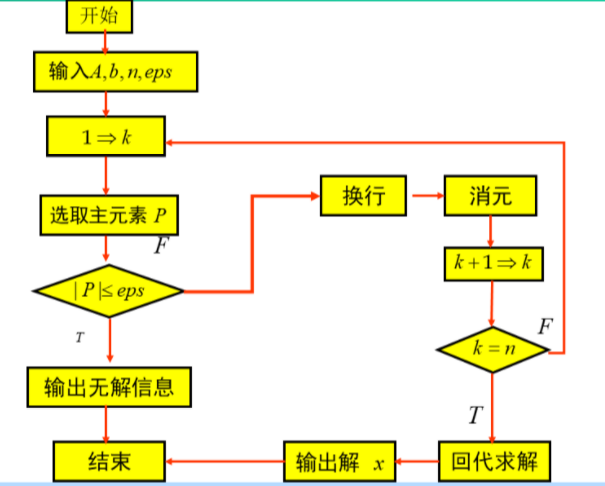 开始
输入A,b,n,eps
1⇒k
选取主元素 P
F
|P|≤eps
T
输出无解信息
结束
换行
消元
k+1⇒k
k=n
F
T
回代求解
输出解 x